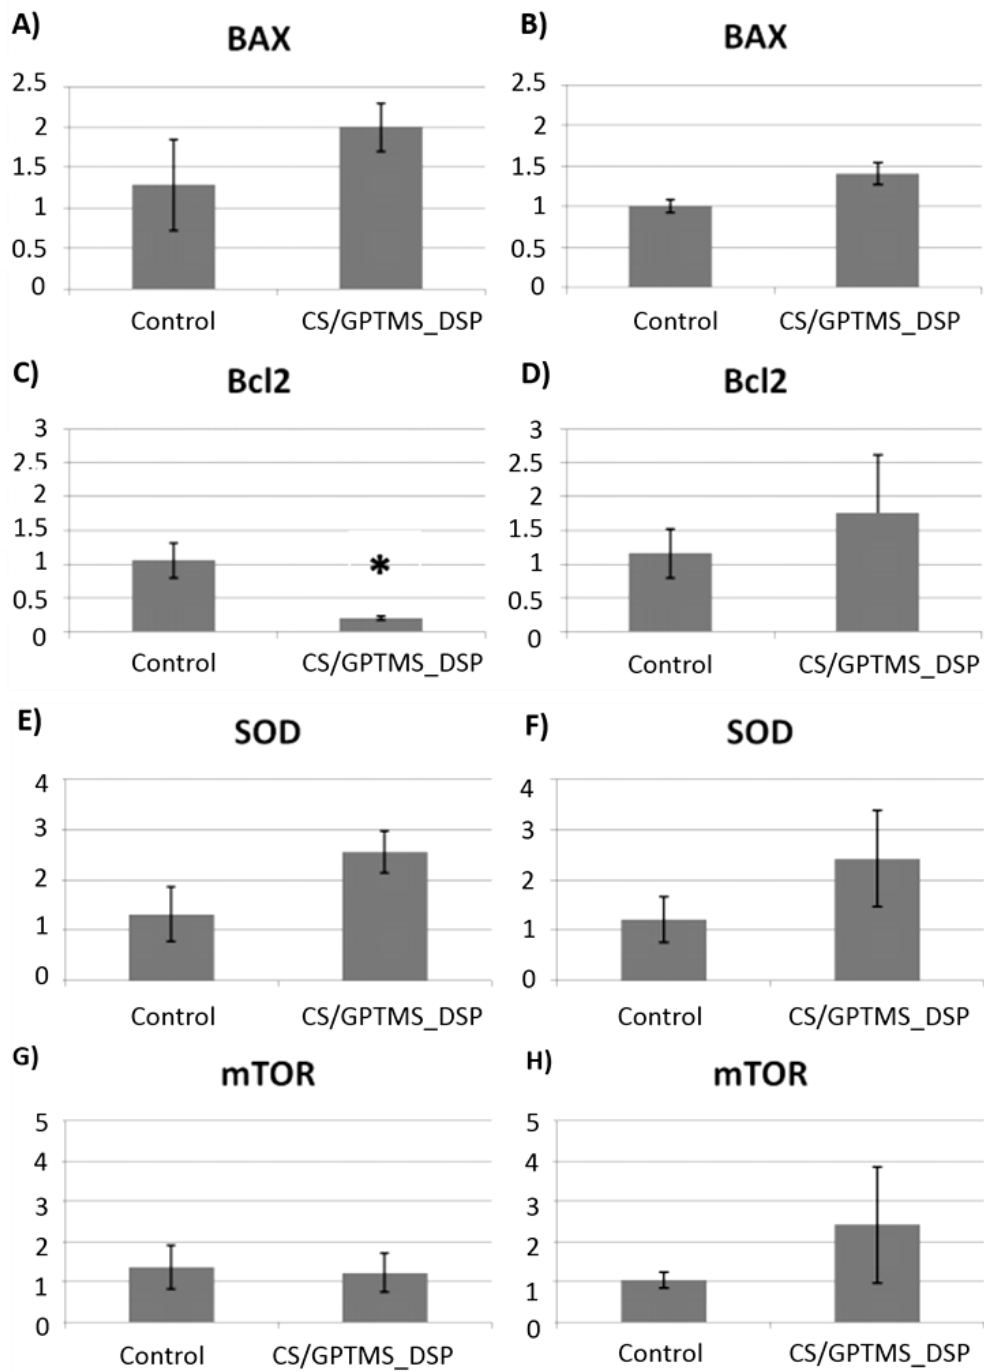 A)
BAX
2.5
2
1.5
1
0.5
0
Control CS/GPTMS_DSP
B)
BAX
2.5
2
1.5
1
0.5
0
Control CS/GPTMS_DSP
C)
Bcl2
3
2.5
2
1.5
1
0.5
0
*
Control CS/GPTMS_DSP
D)
Bcl2
3
2.5
2
1.5
1
0.5
0
Control CS/GPTMS_DSP
E)
SOD
4
3
2
1
0
Control CS/GPTMS_DSP
F)
SOD
4
3
2
1
0
Control CS/GPTMS_DSP
G)
mTOR
5
4
3
2
1
0
Control CS/GPTMS_DSP
H)
mTOR
5
4
3
2
1
0
Control CS/GPTMS_DSP